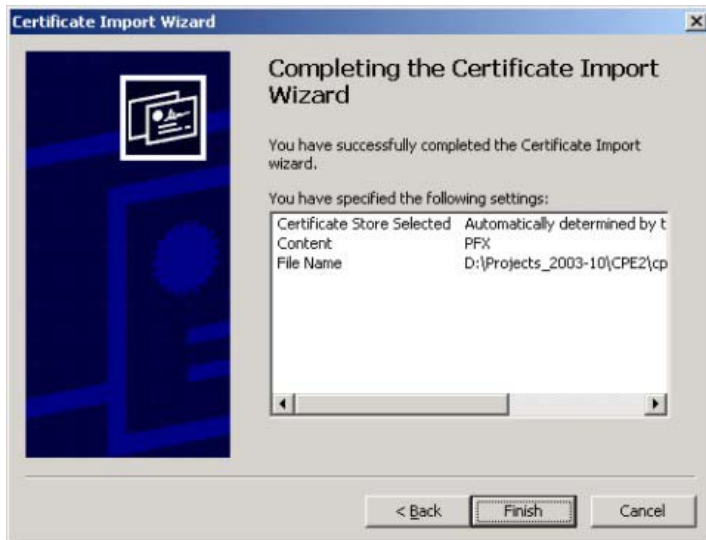 Certificate Import Wizard
Completing the Certificate Import
Wizard
You have successfully completed the Certificate Import
wizard.
You have specified the following settings:
Certificate Store Selected Automatically determined by t
Content PFX
File Name D:\Projects_2003-10\CPE2\cp
< Back
Finish
Cancel